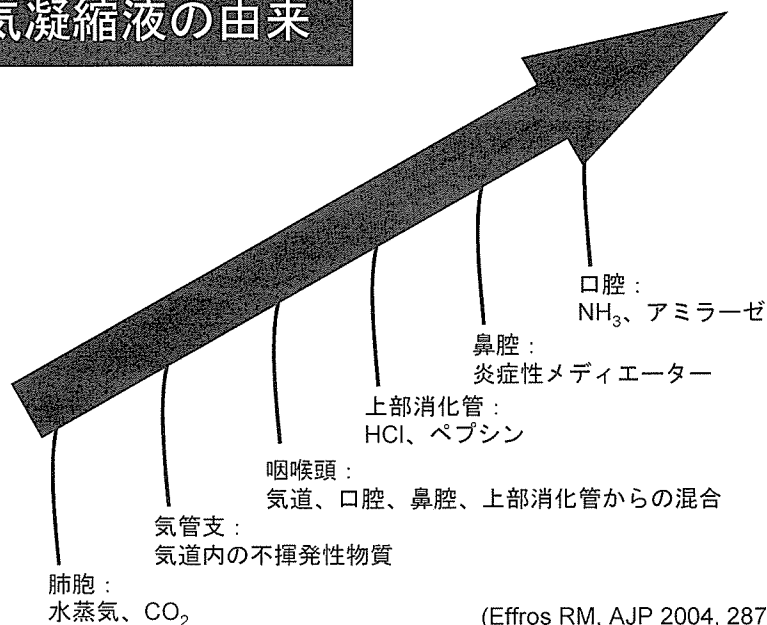 気凝縮液の由来
口腔：
NH₃、アミラーゼ
鼻腔：
炎症性メディエーター
上部消化管：
HCl、ペプシン
咽喉頭：
気道、口腔、鼻腔、上部消化管からの混合
気管支：
気道内の不揮発性物質
肺胞：
水蒸気、CO₂
(Effros RM, AJP 2004, 287